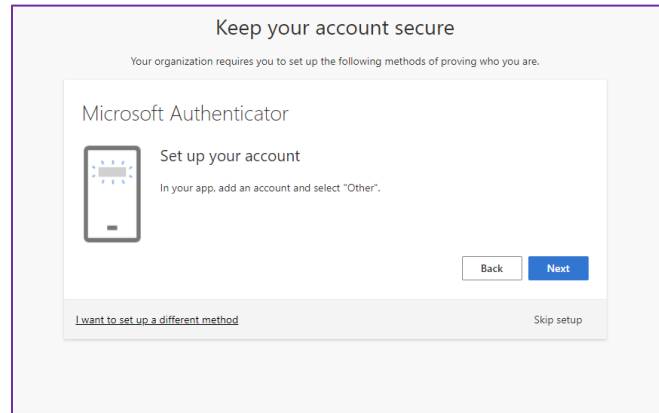 Keep your account secure
Your organization requires you to set up the following methods of proving who you are.
Microsoft Authenticator
Set up your account
In your app, add an account and select "Other".
Back
Next
I want to set up a different method
Skip setup